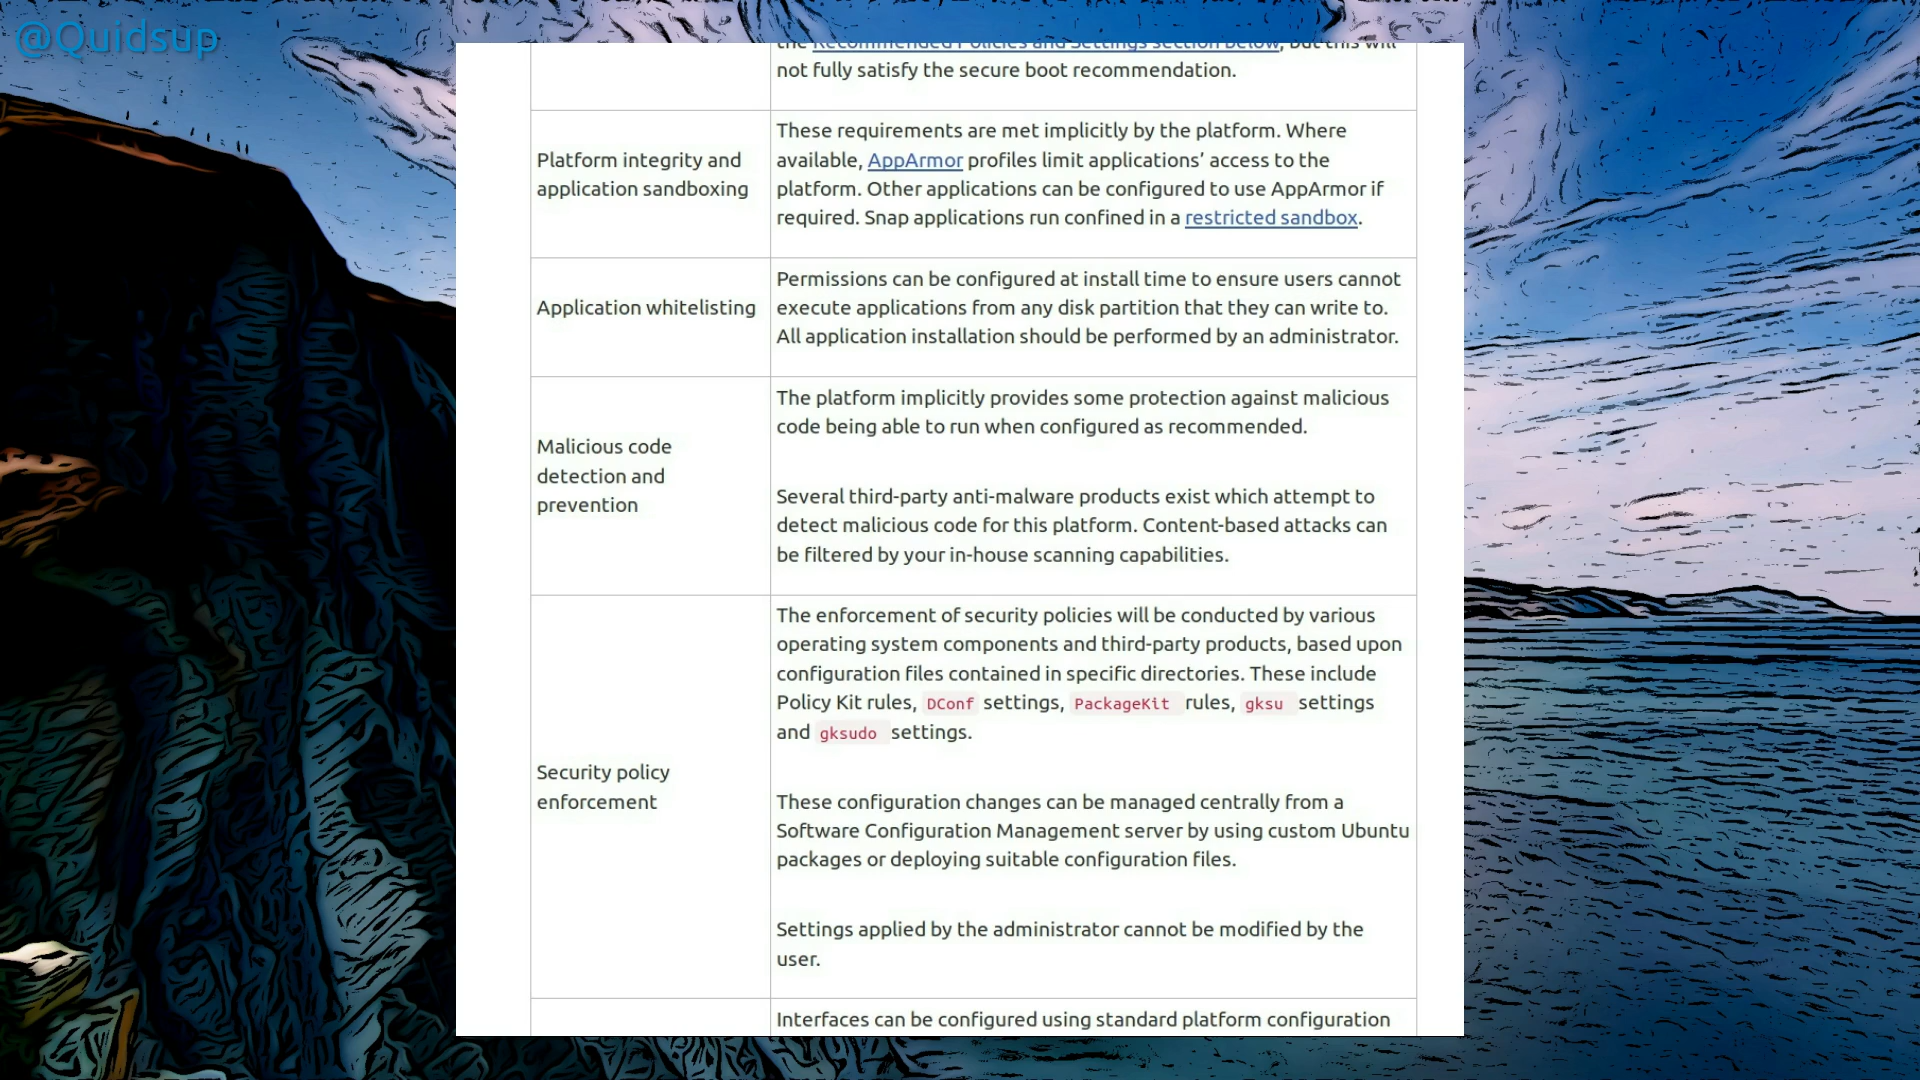 @Quidsup
the Recommended Policies and Settings section below, but this will
not fully satisfy the secure boot recommendation.
Platform integrity and
application sandboxing
These requirements are met implicitly by the platform. Where
available, AppArmor profiles limit applications’ access to the
platform. Other applications can be configured to use AppArmor if
required. Snap applications run confined in a restricted sandbox.
Application whitelisting
Permissions can be configured at install time to ensure users cannot
execute applications from any disk partition that they can write to.
All application installation should be performed by an administrator.
Malicious code
detection and
prevention
The platform implicitly provides some protection against malicious
code being able to run when configured as recommended.
Several third-party anti-malware products exist which attempt to
detect malicious code for this platform. Content-based attacks can
be filtered by your in-house scanning capabilities.
Security policy
enforcement
The enforcement of security policies will be conducted by various
operating system components and third-party products, based upon
configuration files contained in specific directories. These include
Policy Kit rules, DConf settings, PackageKit rules, gksu settings
and gksudo settings.
These configuration changes can be managed centrally from a
Software Configuration Management server by using custom Ubuntu
packages or deploying suitable configuration files.
Settings applied by the administrator cannot be modified by the
user.
Interfaces can be configured using standard platform configuration